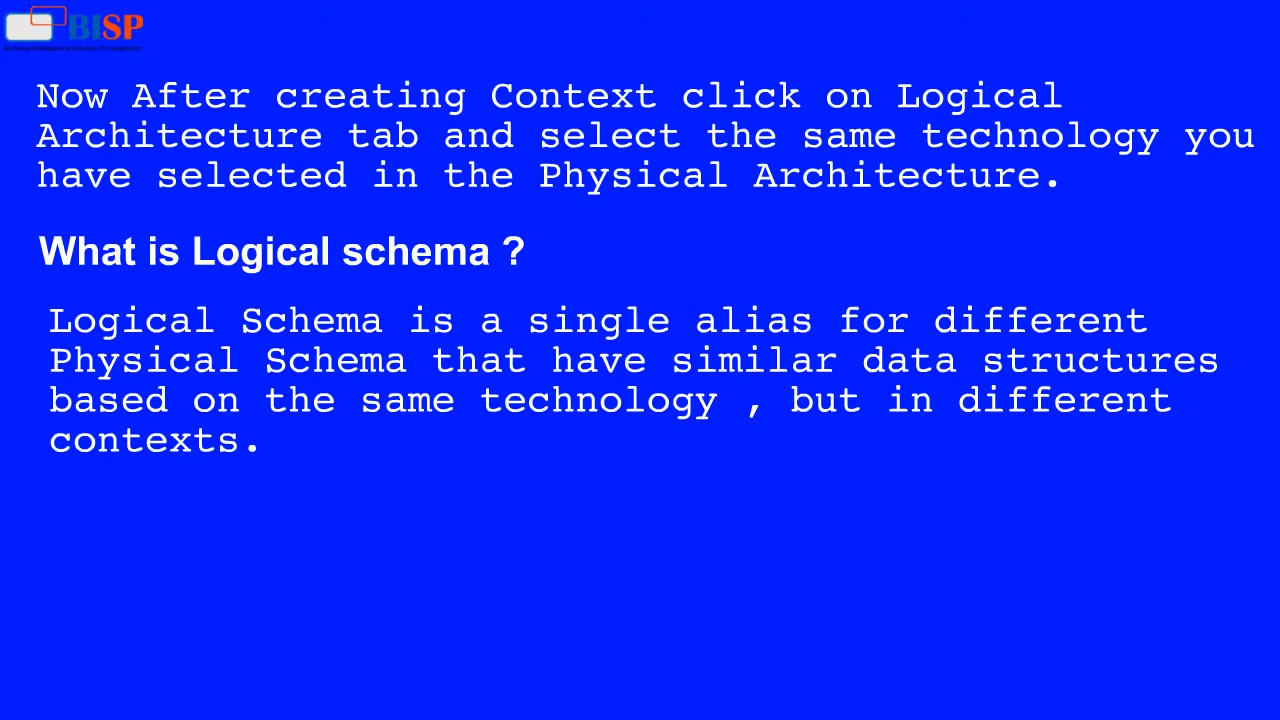 BISP
Now After creating Context click on Logical
Architecture tab and select the same technology you
have selected in the Physical Architecture.
What is Logical schema ?
Logical Schema is a single alias for different
Physical Schema that have similar data structures
based on the same technology , but in different
contexts.